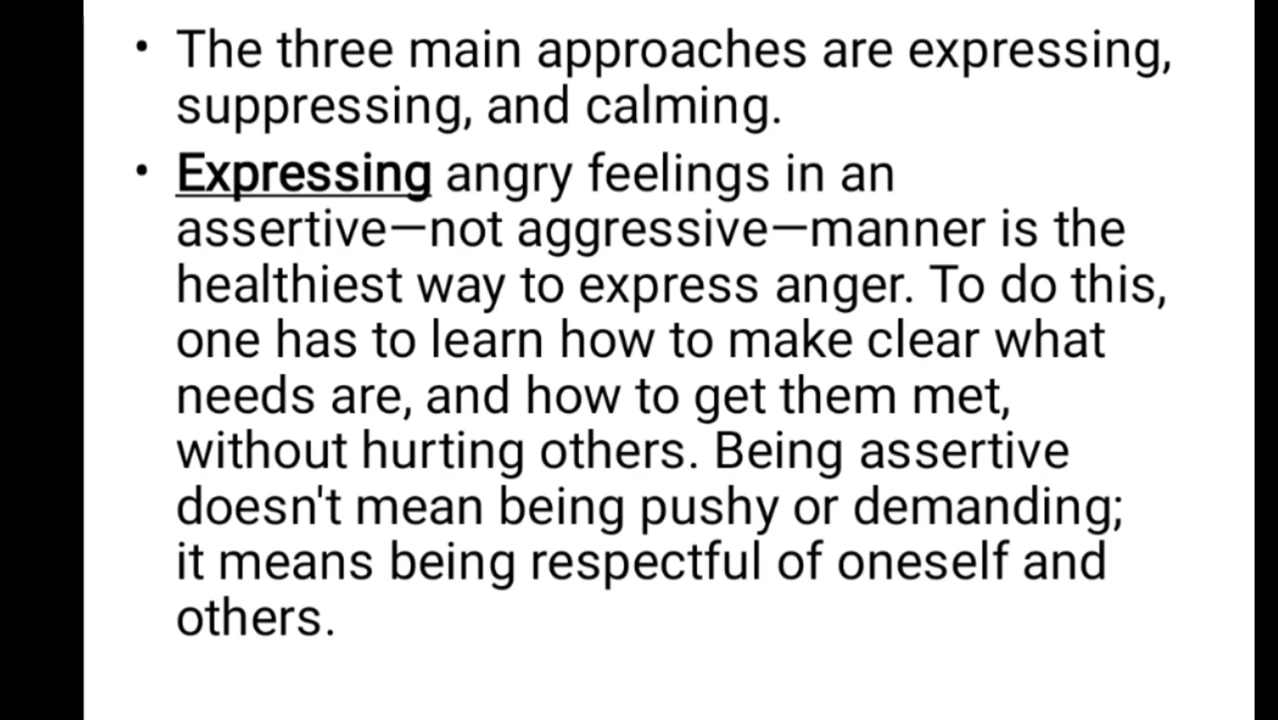 • The three main approaches are expressing,
suppressing, and calming.
• Expressing angry feelings in an
assertive—not aggressive—manner is the
healthiest way to express anger. To do this,
one has to learn how to make clear what
needs are, and how to get them met,
without hurting others. Being assertive
doesn't mean being pushy or demanding;
it means being respectful of oneself and
others.